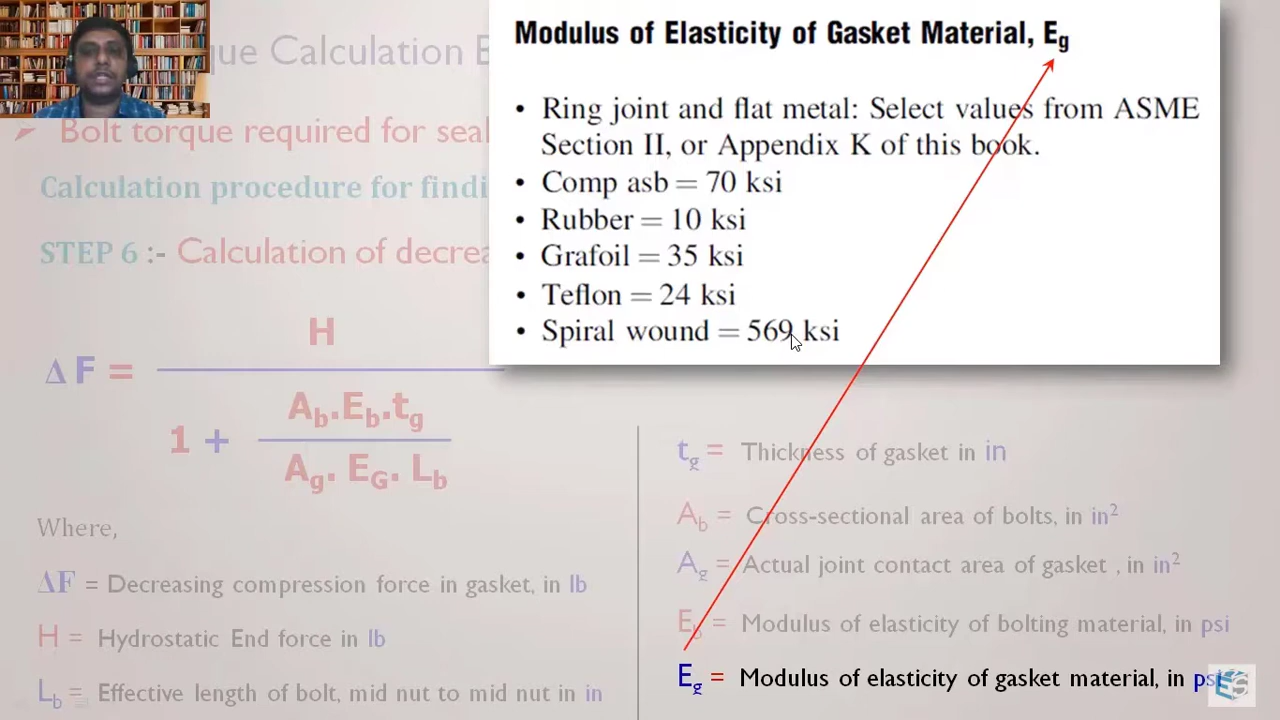 que Calculation E
Modulus of Elasticity of Gasket Material, Eg
• Ring joint and flat metal: Select values from ASME
Section II, or Appendix K of this book.
• Comp asb = 70 ksi
• Rubber = 10 ksi
• Grafoil = 35 ksi
• Teflon = 24 ksi
• Spiral wound = 569 ksi
➢ Bolt torque required for seal
Calculation procedure for findi
STEP 6 :- Calculation of decrea
Δ F =
H
1 +
Ab.Eb.tg
Ag. EG. Lb
Where,
ΔF = Decreasing compression force in gasket, in lb
H = Hydrostatic End force in lb
Lb = Effective length of bolt, mid nut to mid nut in in
tg = Thickness of gasket in in
Ab = Cross-sectional area of bolts, in in²
Ag = Actual joint contact area of gasket , in in²
Eb = Modulus of elasticity of bolting material, in psi
Eg = Modulus of elasticity of gasket material, in psi